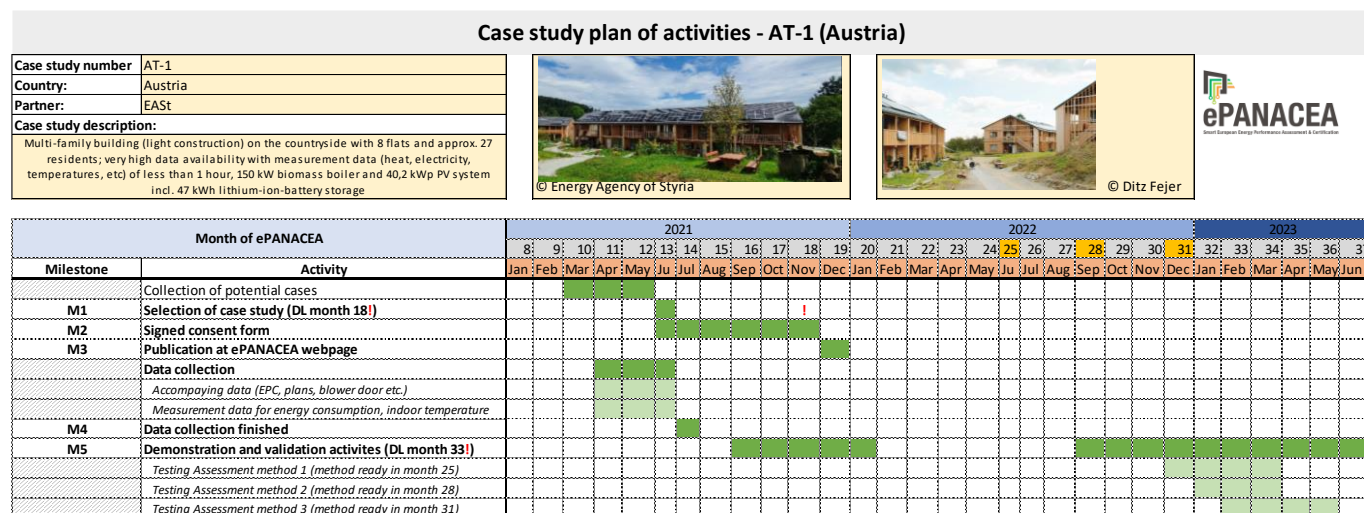 Case study plan of activities - AT-1 (Austria)
Case study number AT-1
Country: Austria
Partner: EASt
Case study description:
Multi-family building (light construction) on the countryside with 8 flats and approx. 27
residents; very high data availability with measurement data (heat, electricity,
temperatures, etc) of less than 1 hour, 150 kW biomass boiler and 40,2 kWp PV system
incl. 47 kWh lithium-ion-battery storage
© Energy Agency of Styria
© Ditz Fejer
ePANACEA
Smart European Energy Performance Assessment & Certification
Month of ePANACEA 2021 2022 2023
8 9 10 11 12 13 14 15 16 17 18 19 20 21 22 23 24 25 26 27 28 29 30 31 32 33 34 35 36 3
Milestone Activity Jan Feb Mar Apr May Ju Jul Aug Sep Oct Nov Dec Jan Feb Mar Apr May Ju Jul Aug Sep Oct Nov Dec Jan Feb Mar Apr May Jun
Collection of potential cases
M1 Selection of case study (DL month 18!) !
M2 Signed consent form
M3 Publication at ePANACEA webpage
Data collection
Accompaying data (EPC, plans, blower door etc.)
Measurement data for energy consumption, indoor temperature
M4 Data collection finished
M5 Demonstration and validation activites (DL month 33!)
Testing Assessment method 1 (method ready in month 25)
Testing Assessment method 2 (method ready in month 28)
Testing Assessment method 3 (method ready in month 31)